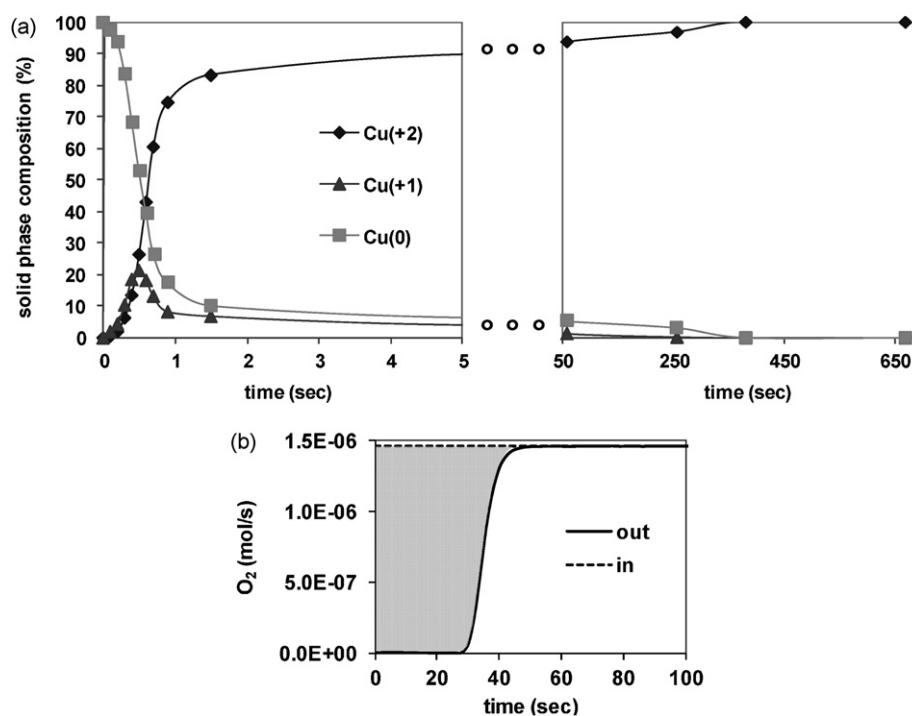 (a)
solid phase composition (%)
100
90
80
70
60
50
40
30
20
10
0
Cu(+2)
Cu(+1)
Cu(0)
0 1 2 3 4 5
time (sec)
50 250 450 650
time (sec)
(b)
O₂ (mol/s)
1.5E-06
1.0E-06
5.0E-07
0.0E+00
out
in
0 20 40 60 80 100
time (sec)